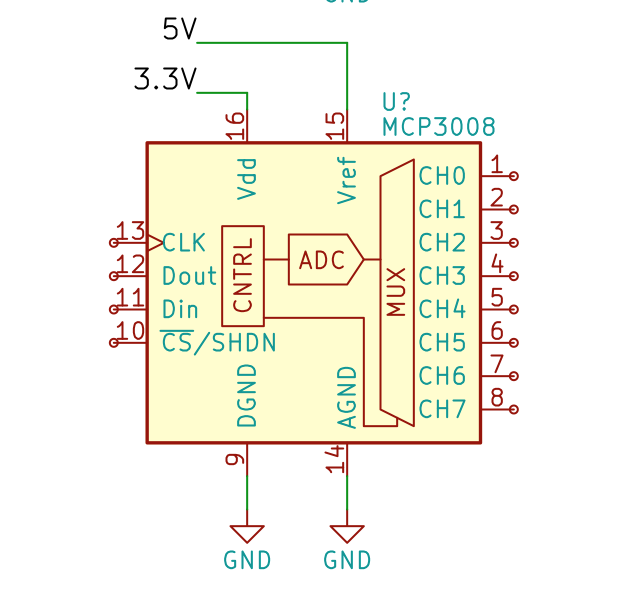 GND
5V
3.3V
U?
MCP3008
16
15
Vdd
Vref
1
CH0
2
CH1
13
CLK
3
CH2
12
Dout
CNTRL
ADC
MUX
4
CH3
11
Din
5
CH4
10
CS/SHDN
6
CH5
7
CH6
8
CH7
DGND
AGND
9
14
GND
GND